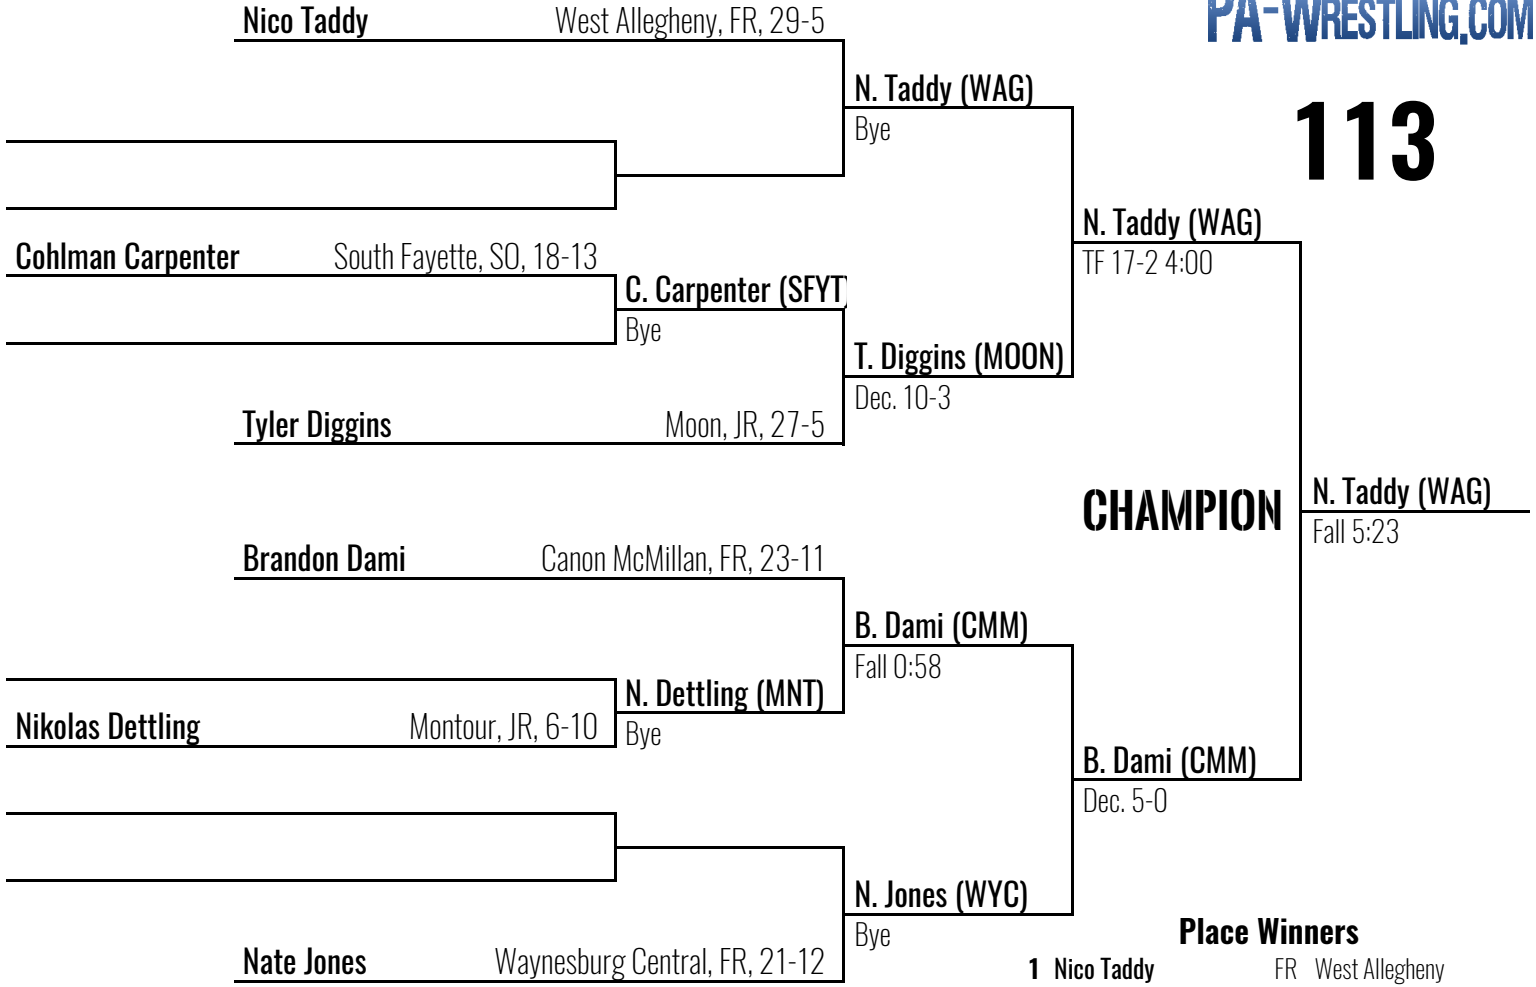 PA-WRESTLING.COM
113
Nico Taddy West Allegheny, FR, 29-5
N. Taddy (WAG)
Bye
N. Taddy (WAG)
TF 17-2 4:00
Cohlman Carpenter South Fayette, SO, 18-13
C. Carpenter (SFYT)
Bye
T. Diggins (MOON)
Dec. 10-3
Tyler Diggins Moon, JR, 27-5
CHAMPION
N. Taddy (WAG)
Fall 5:23
Brandon Dami Canon McMillan, FR, 23-11
B. Dami (CMM)
Fall 0:58
N. Dettling (MNT)
Nikolas Dettling Montour, JR, 6-10
Bye
B. Dami (CMM)
Dec. 5-0
N. Jones (WYC)
Bye
Nate Jones Waynesburg Central, FR, 21-12
Place Winners
1 Nico Taddy FR West Allegheny